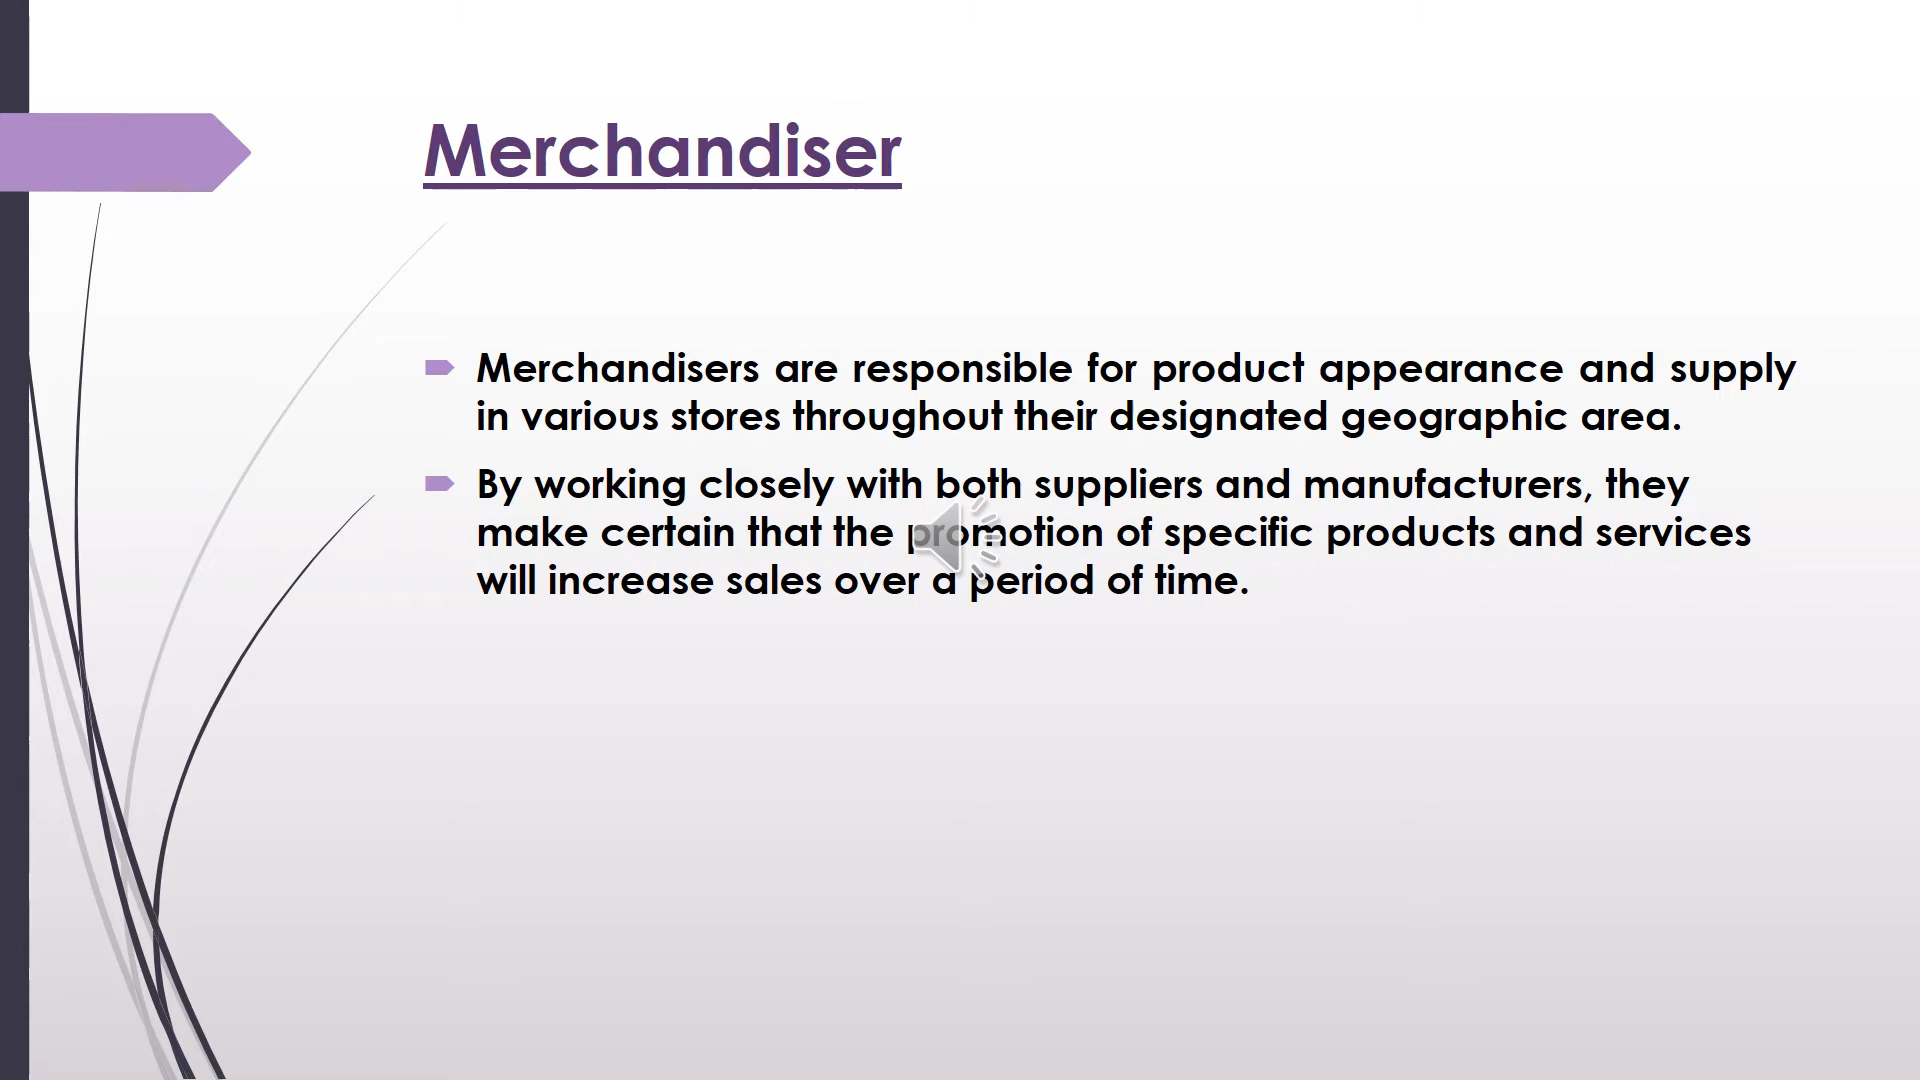 Merchandiser
Merchandisers are responsible for product appearance and supply
in various stores throughout their designated geographic area.
By working closely with both suppliers and manufacturers, they
make certain that the promotion of specific products and services
will increase sales over a period of time.